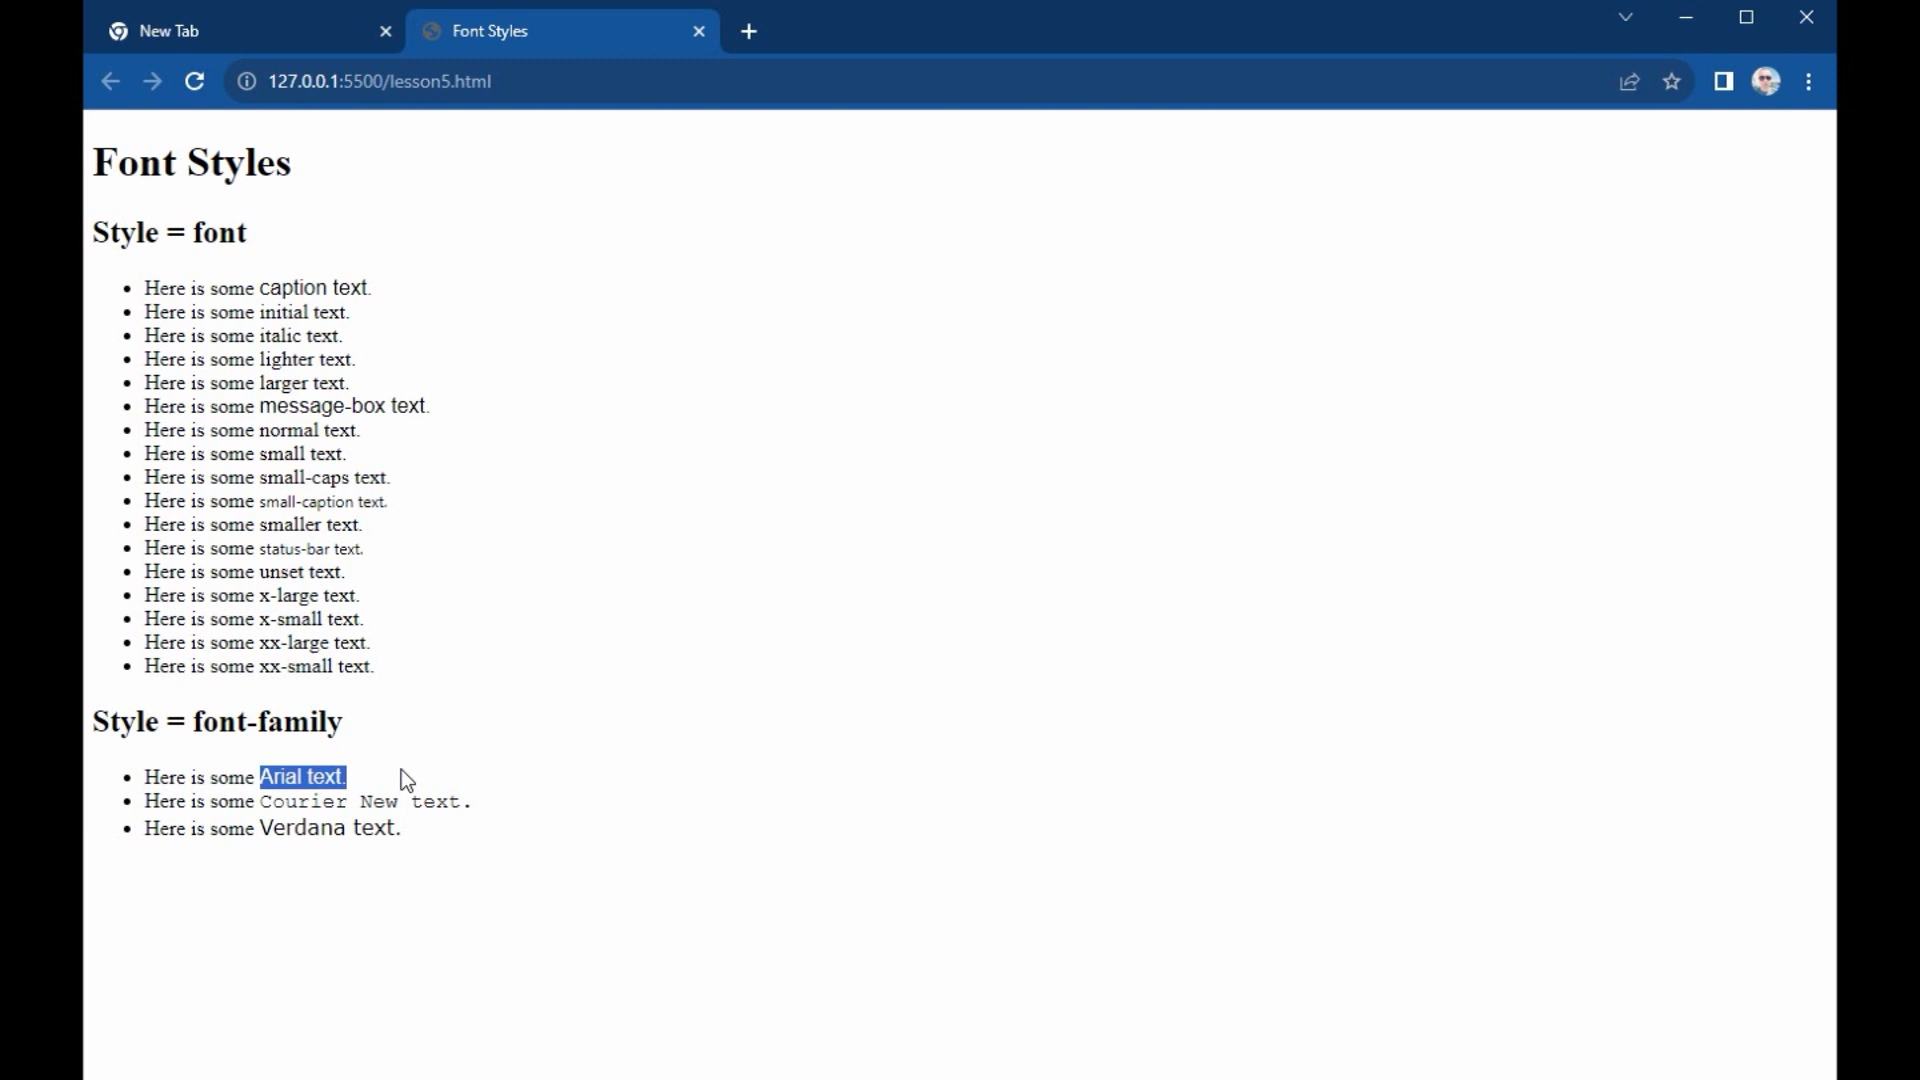 New Tab
Font Styles
127.0.0.1:5500/lesson5.html
Font Styles
Style = font
Here is some caption text.
Here is some initial text.
Here is some italic text.
Here is some lighter text.
Here is some larger text.
Here is some message-box text.
Here is some normal text.
Here is some small text.
Here is some small-caps text.
Here is some small-caption text.
Here is some smaller text.
Here is some status-bar text.
Here is some unset text.
Here is some x-large text.
Here is some x-small text.
Here is some xx-large text.
Here is some xx-small text.
Style = font-family
Here is some Arial text.
Here is some Courier New text.
Here is some Verdana text.